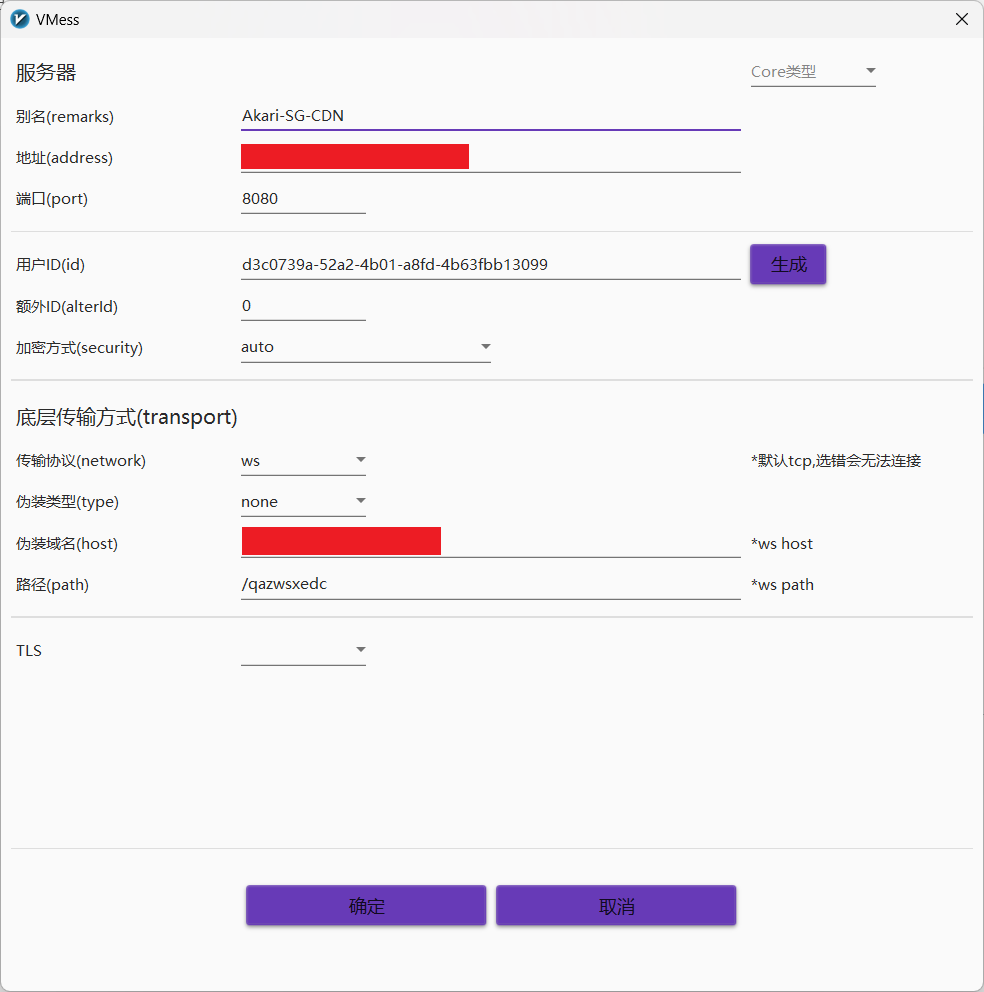 VMess
服务器
Core类型
别名(remarks)
Akari-SG-CDN
地址(address)
端口(port)
8080
用户ID(id)
d3c0739a-52a2-4b01-a8fd-4b63fbb13099
生成
额外ID(alterId)
0
加密方式(security)
auto
底层传输方式(transport)
传输协议(network)
ws
*默认tcp,选错会无法连接
伪装类型(type)
none
伪装域名(host)
*ws host
路径(path)
/qazwsxedc
*ws path
TLS
确定
取消